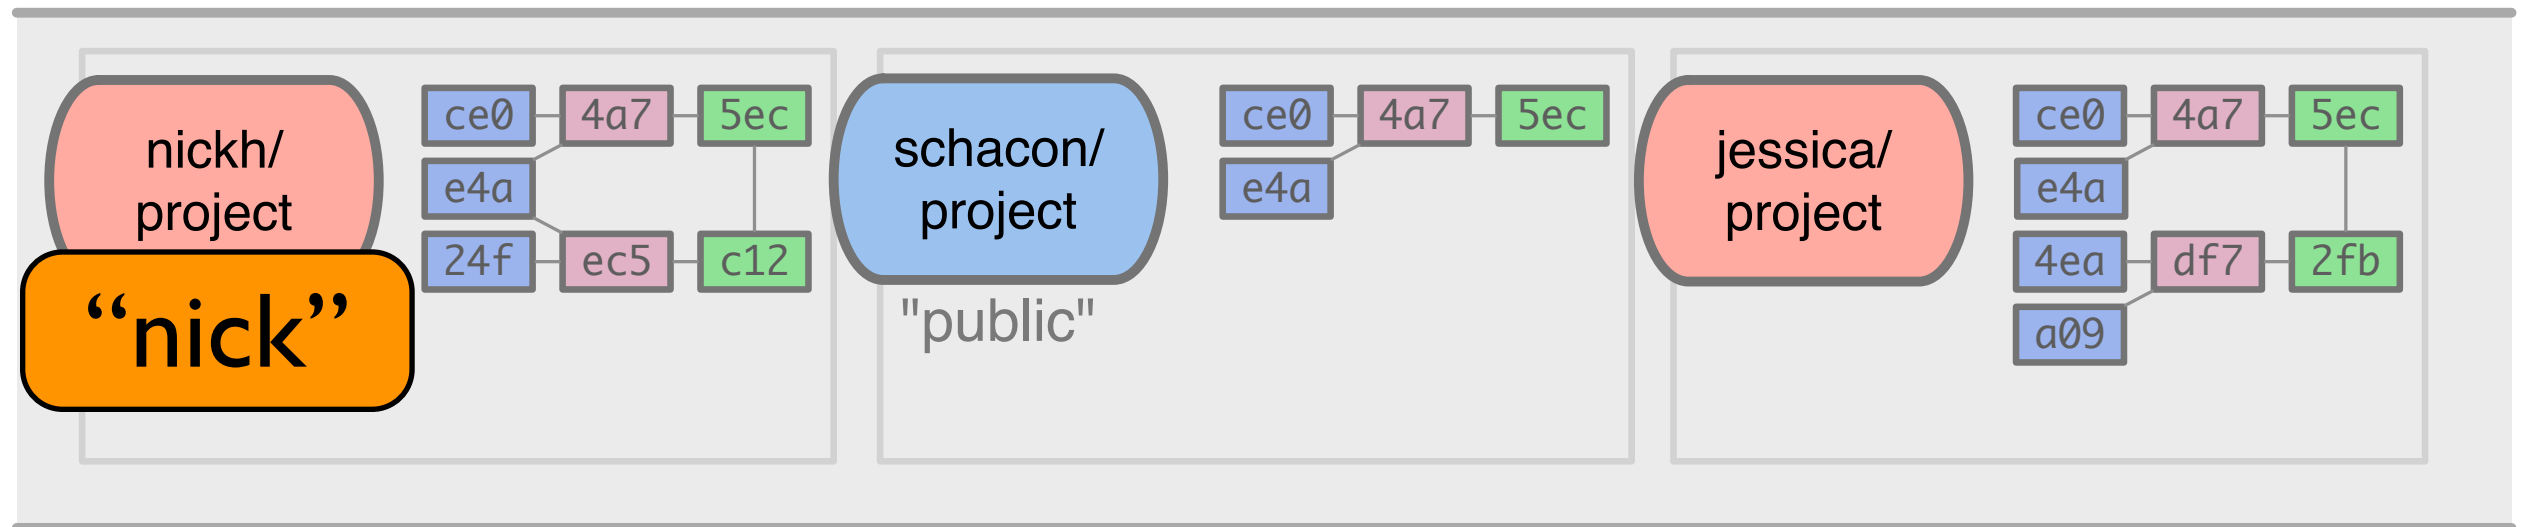 nickh/
project
“nick”
ce0 4a7 5ec
e4a
24f ec5 c12
schacon/
project
"public"
ce0 4a7 5ec
e4a
jessica/
project
ce0 4a7 5ec
e4a
4ea df7 2fb
a09